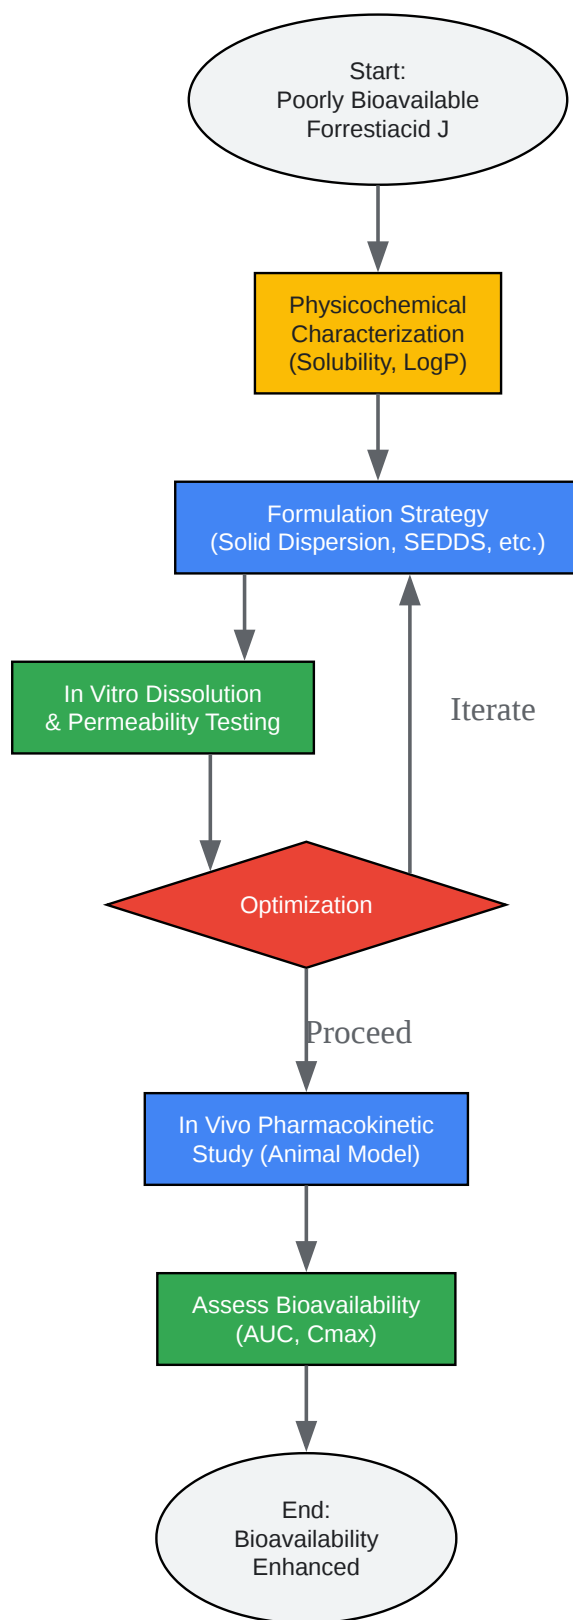 Start:
Poorly Bioavailable
Forrestiacid J
Physicochemical
Characterization
(Solubility, LogP)
Formulation Strategy
(Solid Dispersion, SEDDS, etc.)
In Vitro Dissolution
& Permeability Testing
Iterate
Optimization
Proceed
In Vivo Pharmacokinetic
Study (Animal Model)
Assess Bioavailability
(AUC, Cmax)
End:
Bioavailability
Enhanced